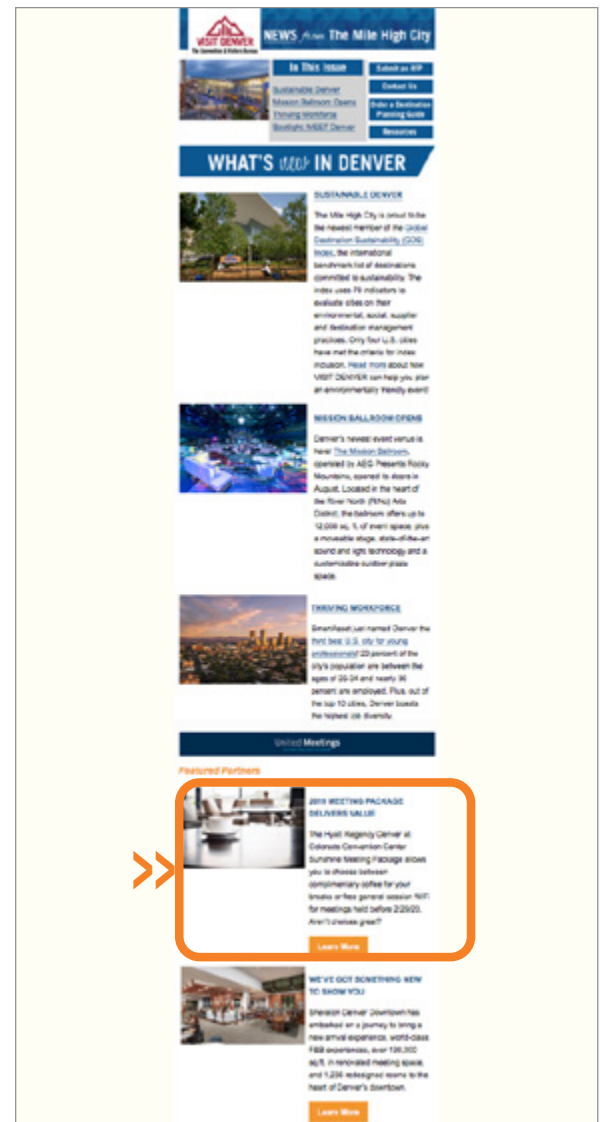 VISIT DENVER
The Convention & Visitors Bureau
NEWS from The Mile High City
In This Issue
Sustainable Denver
Mission Ballroom Opens
Thriving Workforce
Spotlight: MEET Denver
Submit an RFP
Contact Us
Order a Destination
Planning Guide
Resources
WHAT'S new IN DENVER
SUSTAINABLE DENVER
The Mile High City is proud to be
the newest member of the Global
Destination Sustainability (GDS)
Index, the international
benchmark list of destinations
committed to sustainability. The
index uses 79 indicators to
evaluate cities on their
environmental, social, supplier
and destination management
practices. Only four U.S. cities
have met the criteria for index
inclusion. Read more about how
VISIT DENVER can help you plan
an environmentally friendly event!
MISSION BALLROOM OPENS
Denver's newest event venue is
here! The Mission Ballroom,
operated by AEG Presents Rocky
Mountains, opened its doors in
August. Located in the heart of
the River North (RiNo) Arts
District, the ballroom offers up to
12,000 sq. ft. of event space, plus
a moveable stage, state-of-the-art
sound and light technology and a
customizable outdoor plaza
space.
THRIVING WORKFORCE
SmartAsset just named Denver the
third best U.S. city for young
professionals! 23 percent of the
city's population are between the
ages of 25-34 and nearly 90
percent are employed. Plus, out of
the top 10 cities, Denver boasts
the highest job diversity.
United Meetings
Featured Partners
2019 MEETING PACKAGE
DELIVERS VALUE
The Hyatt Regency Denver at
Colorado Convention Center
Sunshine Meeting Package allows
you to choose between
complimentary coffee for your
breaks or free general session WiFi
for meetings held before 2/29/20.
Aren't choices great?
Learn More
>>
WE'VE GOT SOMETHING NEW
TO SHOW YOU
Sheraton Denver Downtown has
embarked on a journey to bring a
new arrival experience, world-class
F&B experiences, over
sq.ft. in renovated meeting space,
and redesigned rooms to the
heart of Denver's downtown.
Learn More